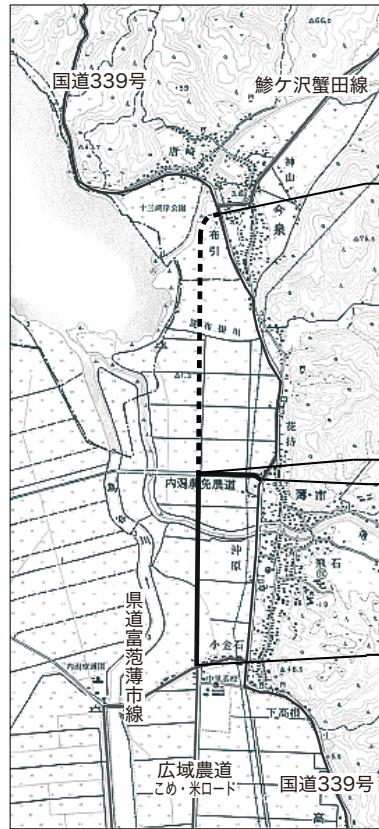 国道339号
鰺ケ沢蟹田線
唐崎
神山
今泉
十三湖岸公園
布引
花持
内潟農免農道
薄市
沖原
小金石
県道富萢薄市線
下高根
広域農道
こめ・米ロード
国道339号
高